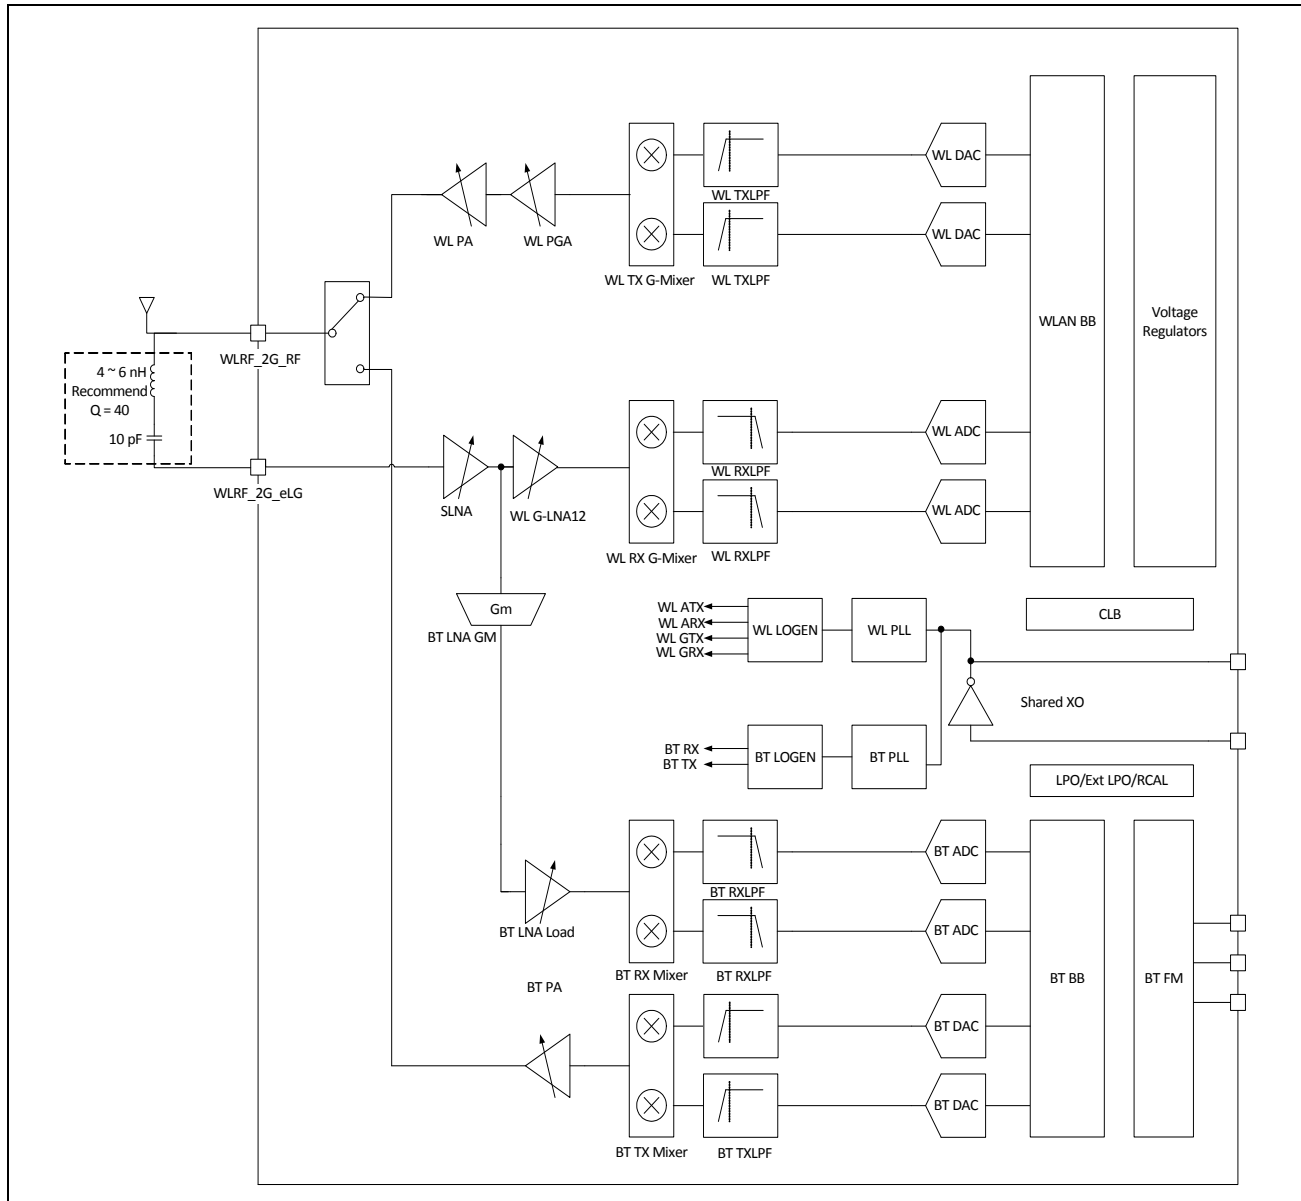 WL DAC
WL TXLPF
WL DAC
WL PA
WL PGA
WL TX G-Mixer
WL TXLPF
WLAN BB
Voltage
Regulators
WLRF_2G_RF
4 ~ 6 nH
Recommend
Q = 40
10 pF
WLRF_2G_eLG
SLNA
WL G-LNA12
WL ADC
WL RXLPF
WL ADC
WL RX G-Mixer
WL RXLPF
Gm
BT LNA GM
WL ATX
WL ARX
WL GTX
WL GRX
WL LOGEN
WL PLL
CLB
Shared XO
BT RX
BT TX
BT LOGEN
BT PLL
LPO/Ext LPO/RCAL
BT ADC
BT RXLPF
BT ADC
BT LNA Load
BT RX Mixer
BT RXLPF
BT BB
BT FM
BT PA
BT DAC
BT DAC
BT TX Mixer
BT TXLPF